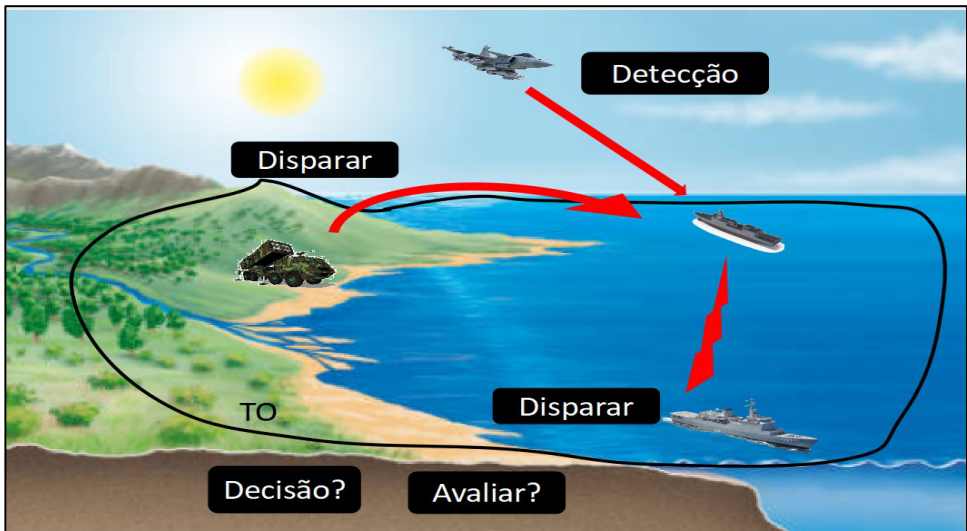 Detecção
Disparar
TO
Disparar
Decisão?
Avaliar?